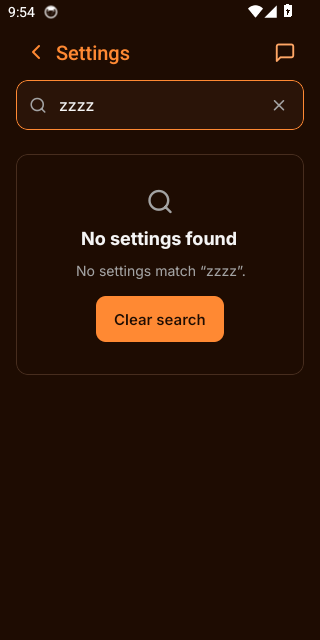 9:54
Settings
zzzz
No settings found
No settings match “zzzz”.
Clear search